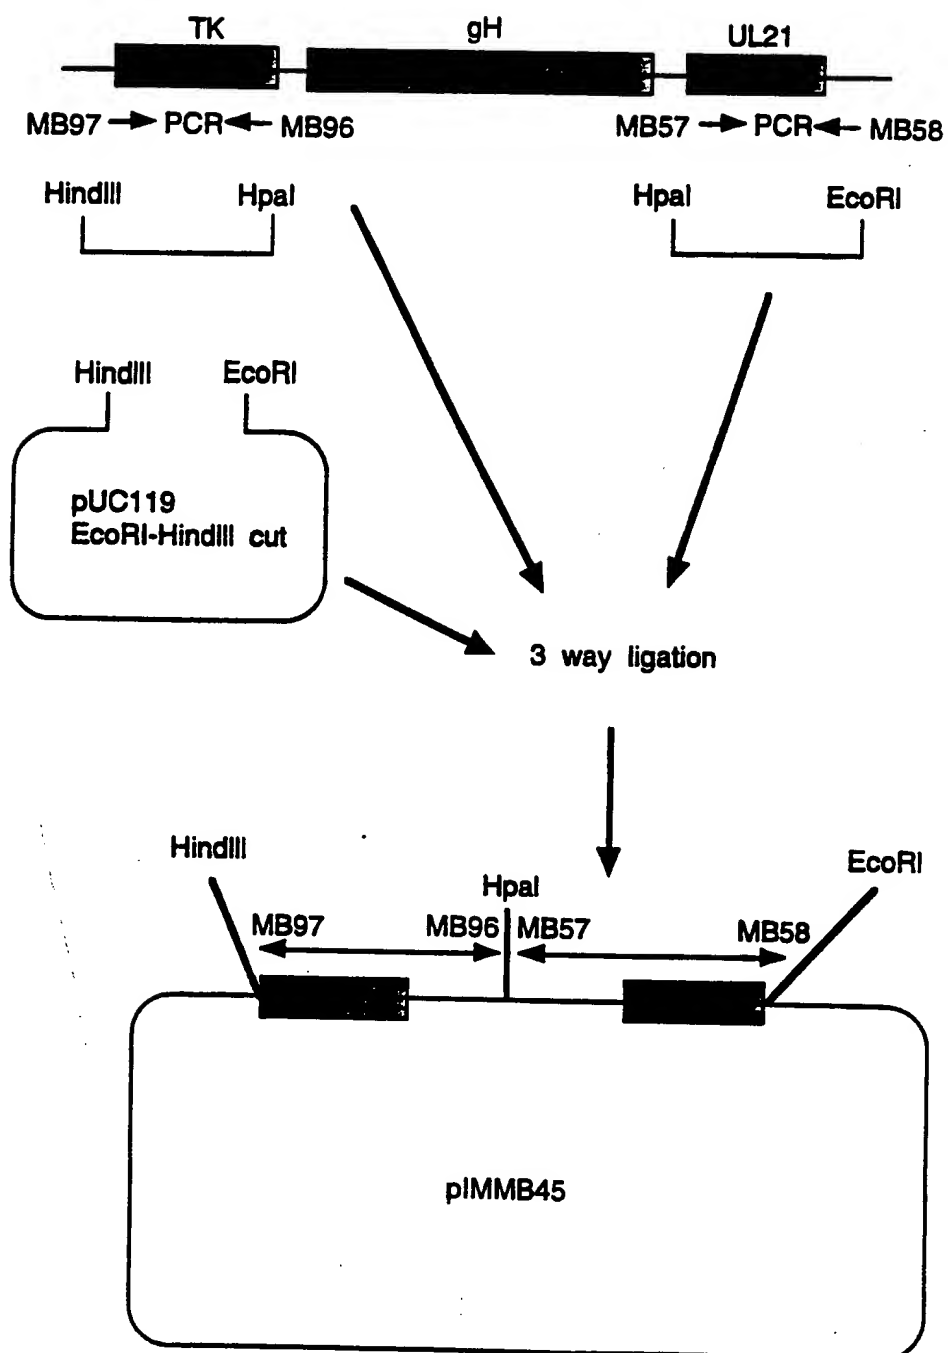 TK gH UL21
MB97 PCR MB96 MB57 PCR MB58
HindIII HpaI HpaI EcoRI
HindIII EcoRI
pUC119
EcoRI-HindIII cut
3 way ligation
HindIII EcoRI
HpaI
MB97 MB96 MB57 MB58
pIMMB45